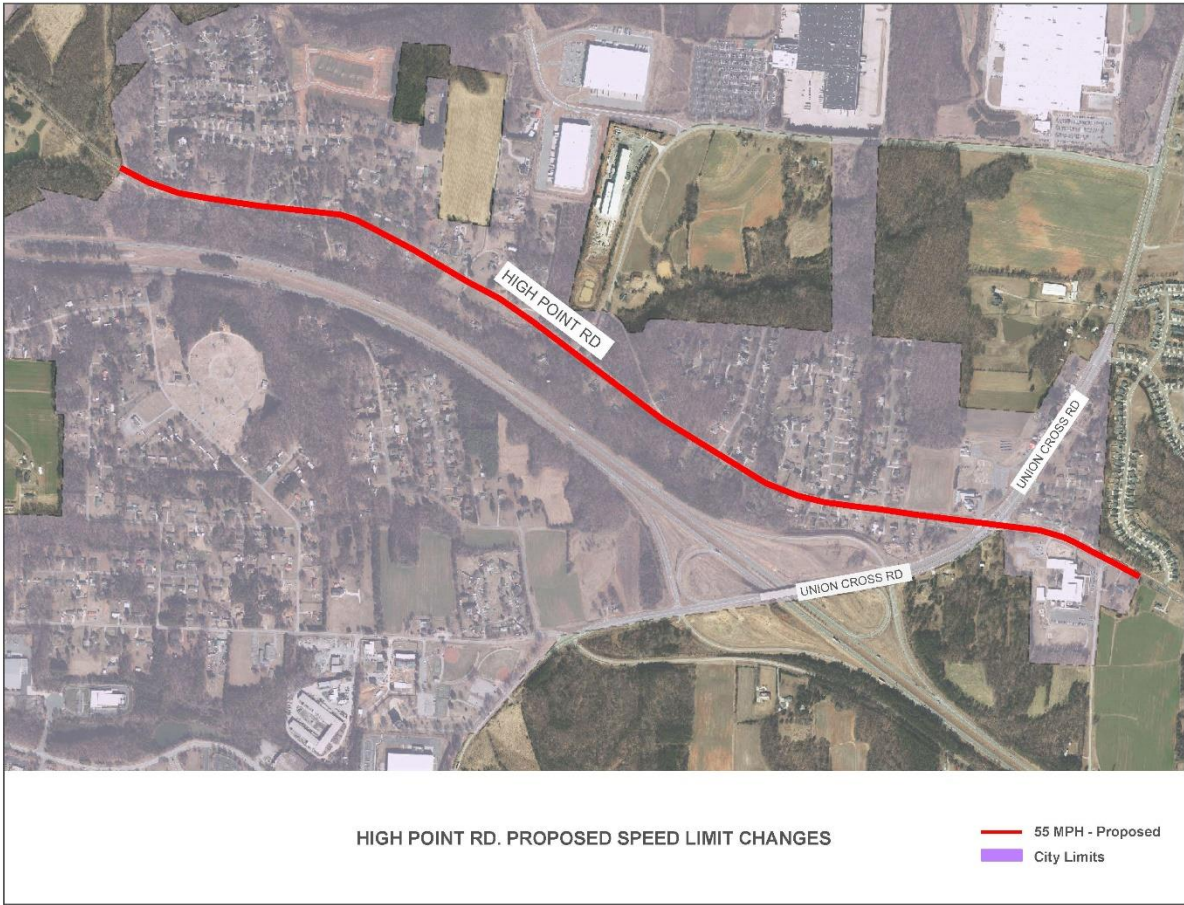 HIGH POINT RD
UNION CROSS RD
UNION CROSS RD
HIGH POINT RD. PROPOSED SPEED LIMIT CHANGES
55 MPH - Proposed
City Limits